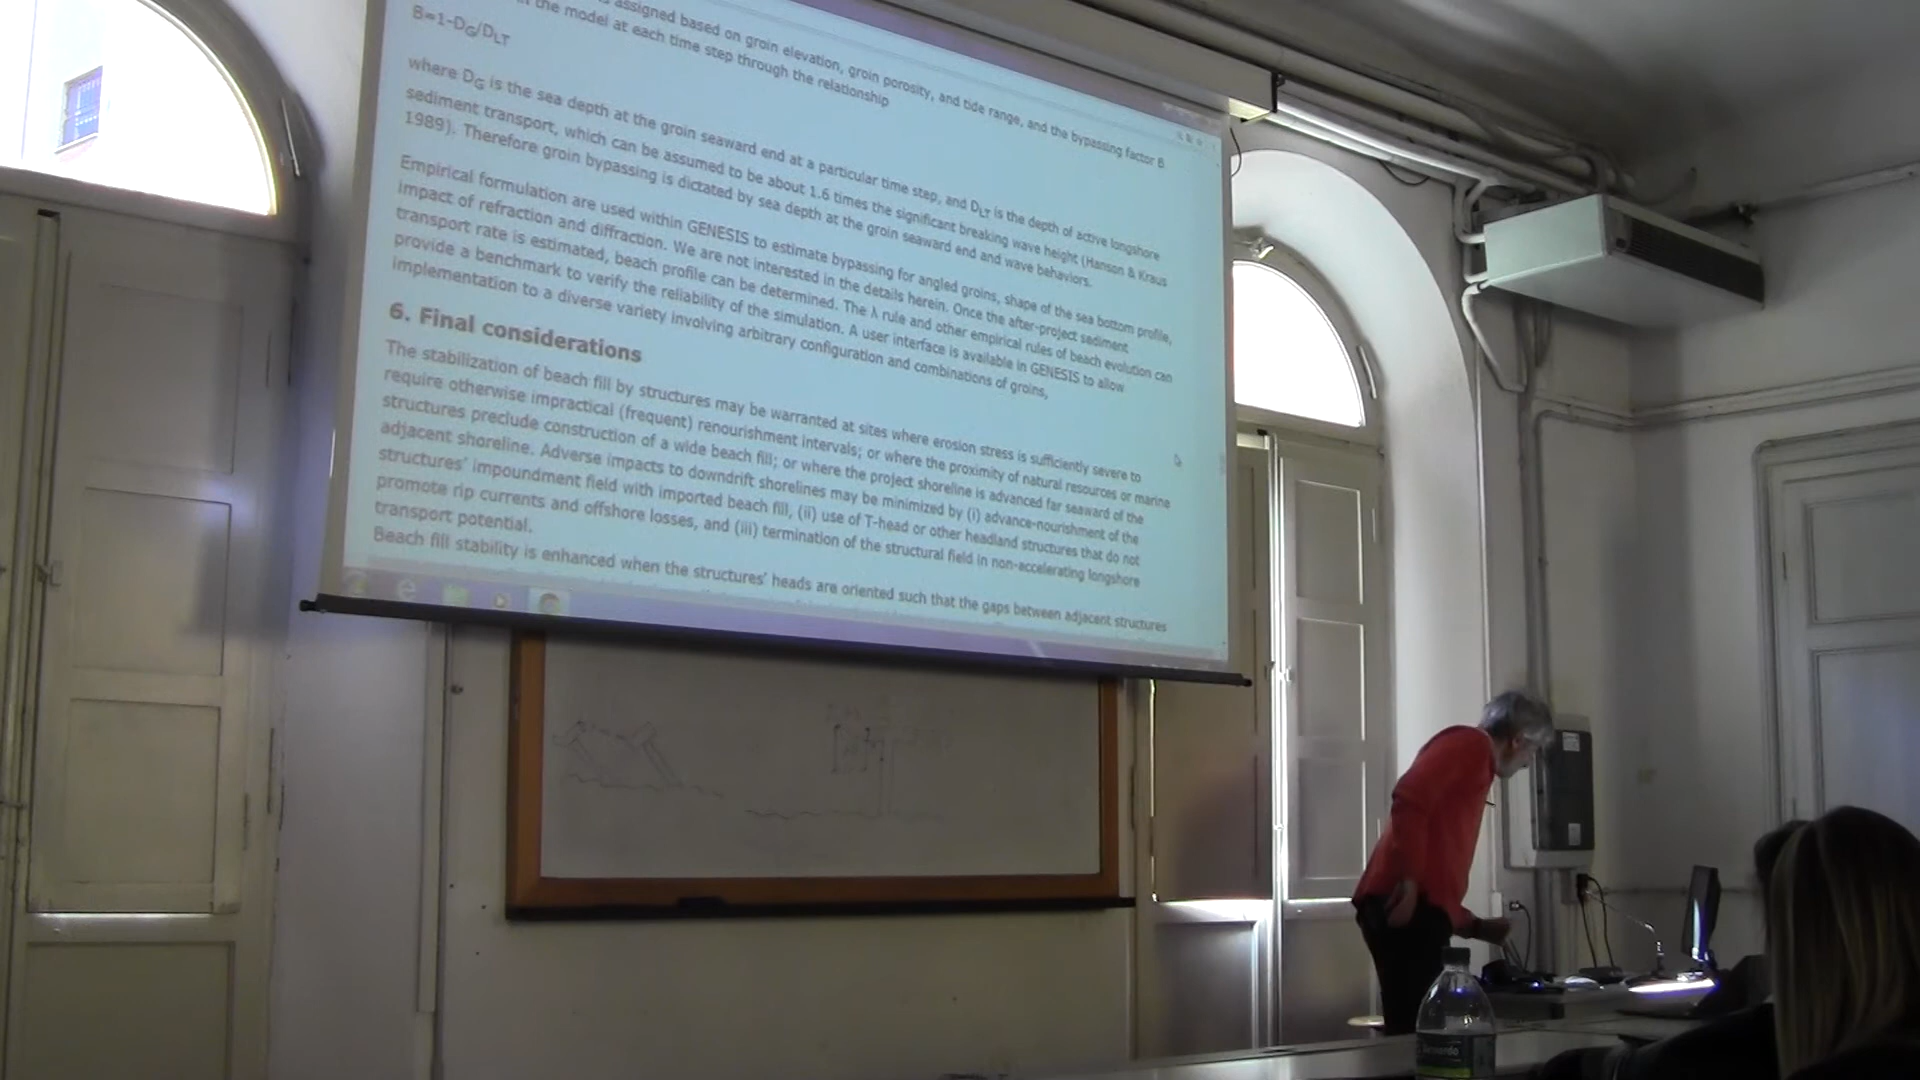 assigned based on groin elevation, groin porosity, and tide range, and the bypassing factor B
the model at each time step through the relationship
B=1-DG/DLT
where DG is the sea depth at the groin seaward end at a particular time step, and DLT is the depth of active longshore
sediment transport, which can be assumed to be about 1.6 times the significant breaking wave height (Hanson & Kraus
1989). Therefore groin bypassing is dictated by sea depth at the groin seaward end and wave behaviors.
Empirical formulation are used within GENESIS to estimate bypassing for angled groins, shape of the sea bottom profile,
impact of refraction and diffraction. We are not interested in the details herein. Once the after-project sediment
transport rate is estimated, beach profile can be determined. The λ rule and other empirical rules of beach evolution can
provide a benchmark to verify the reliability of the simulation. A user interface is available in GENESIS to allow
implementation to a diverse variety involving arbitrary configuration and combinations of groins,
6. Final considerations
The stabilization of beach fill by structures may be warranted at sites where erosion stress is sufficiently severe to
require otherwise impractical (frequent) renourishment intervals; or where the proximity of natural resources or marine
structures preclude construction of a wide beach fill; or where the project shoreline is advanced far seaward of the
adjacent shoreline. Adverse impacts to downdrift shorelines may be minimized by (i) advance-nourishment of the
structures' impoundment field with imported beach fill, (ii) use of T-head or other headland structures that do not
promote rip currents and offshore losses, and (iii) termination of the structural field in non-accelerating longshore
transport potential.
Beach fill stability is enhanced when the structures' heads are oriented such that the gaps between adjacent structures